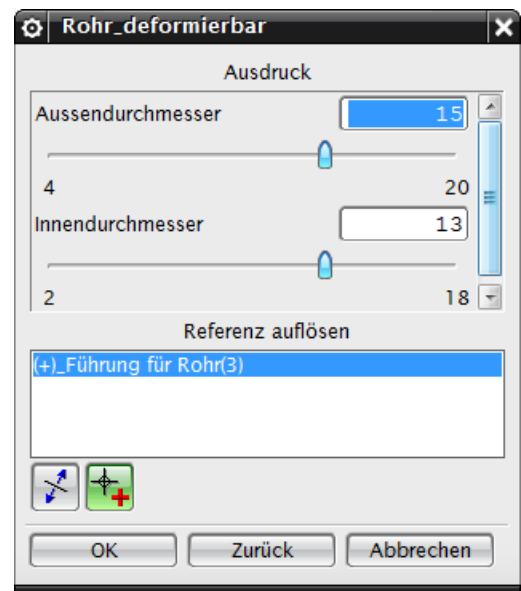 Rohr_deformierbar
Ausdruck
Aussendurchmesser 15
4 20
Innendurchmesser 13
2 18
Referenz auflösen
(+)_Führung für Rohr(3)
OK Zurück Abbrechen